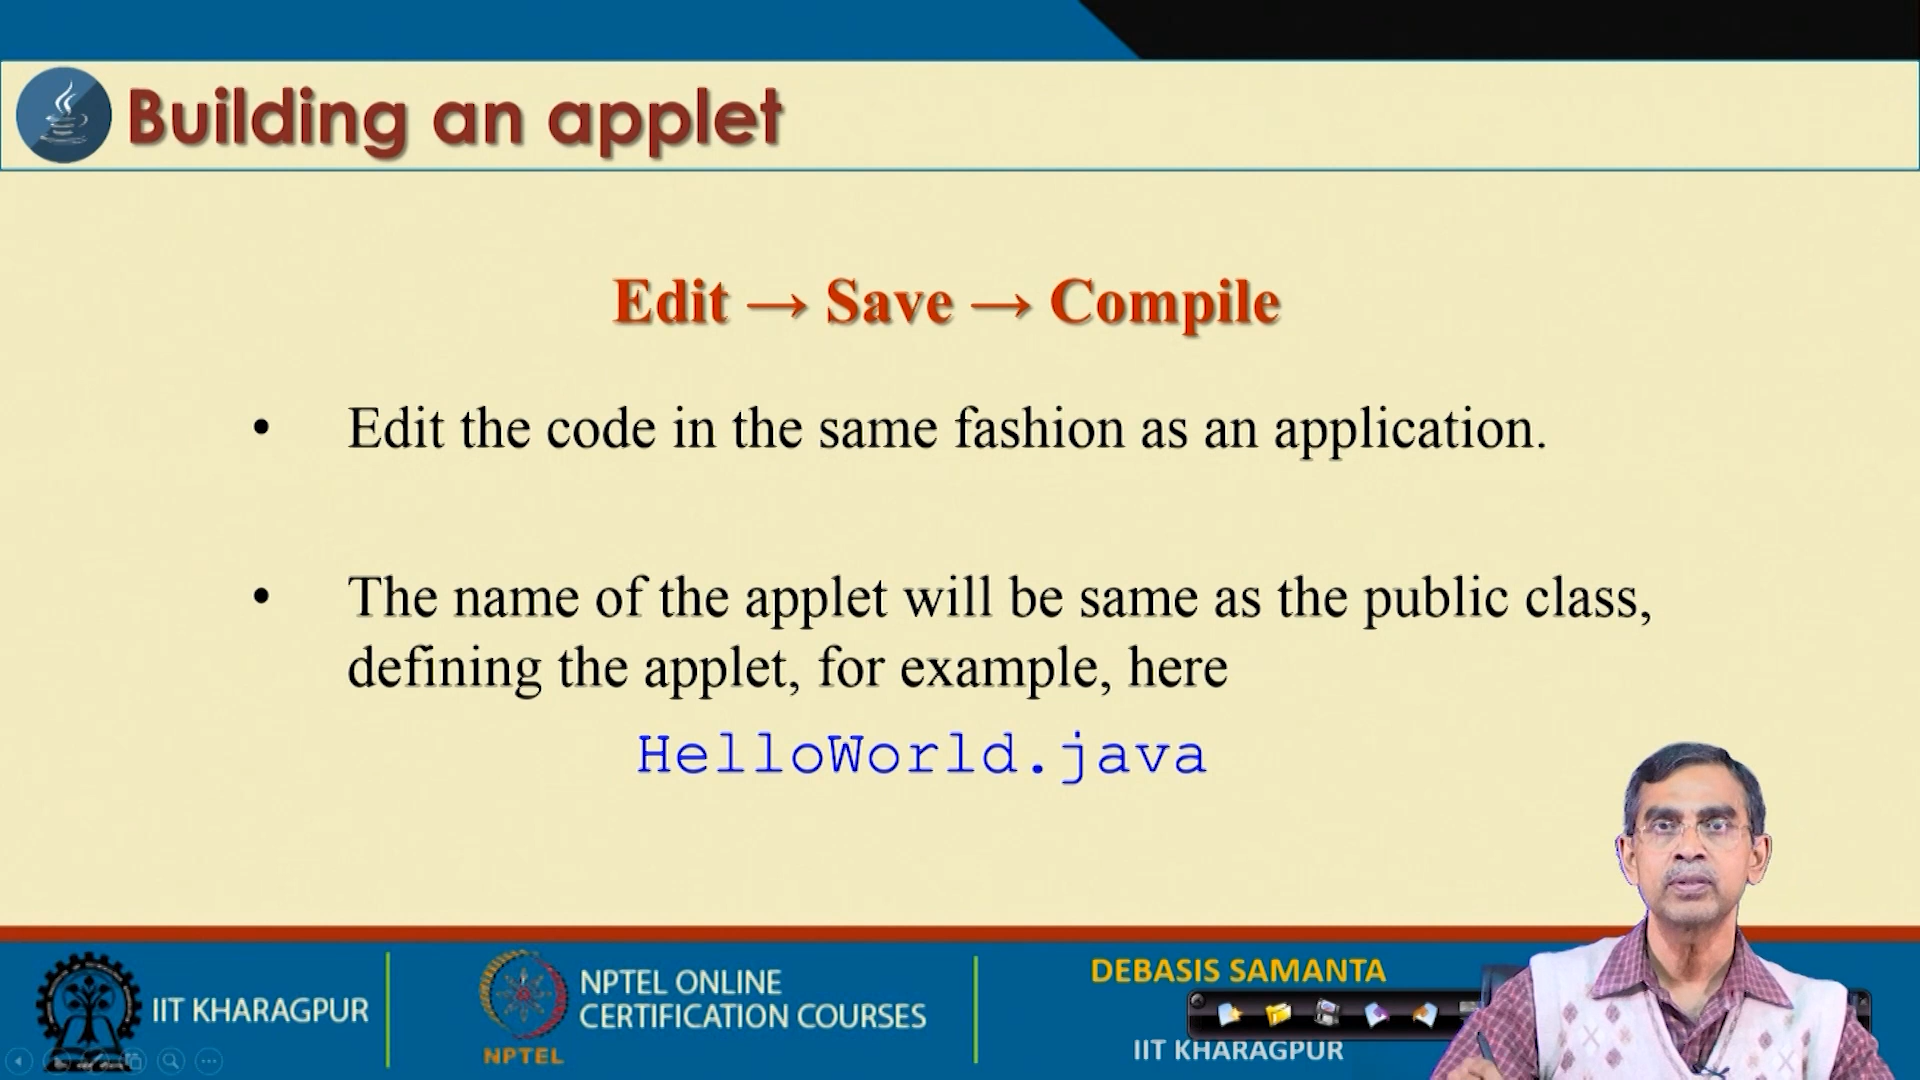 Building an applet
Edit → Save → Compile
• Edit the code in the same fashion as an application.
• The name of the applet will be same as the public class,
defining the applet, for example, here
HelloWorld.java
IIT KHARAGPUR
NPTEL
NPTEL ONLINE
CERTIFICATION COURSES
DEBASIS SAMANTA
IIT KHARAGPUR